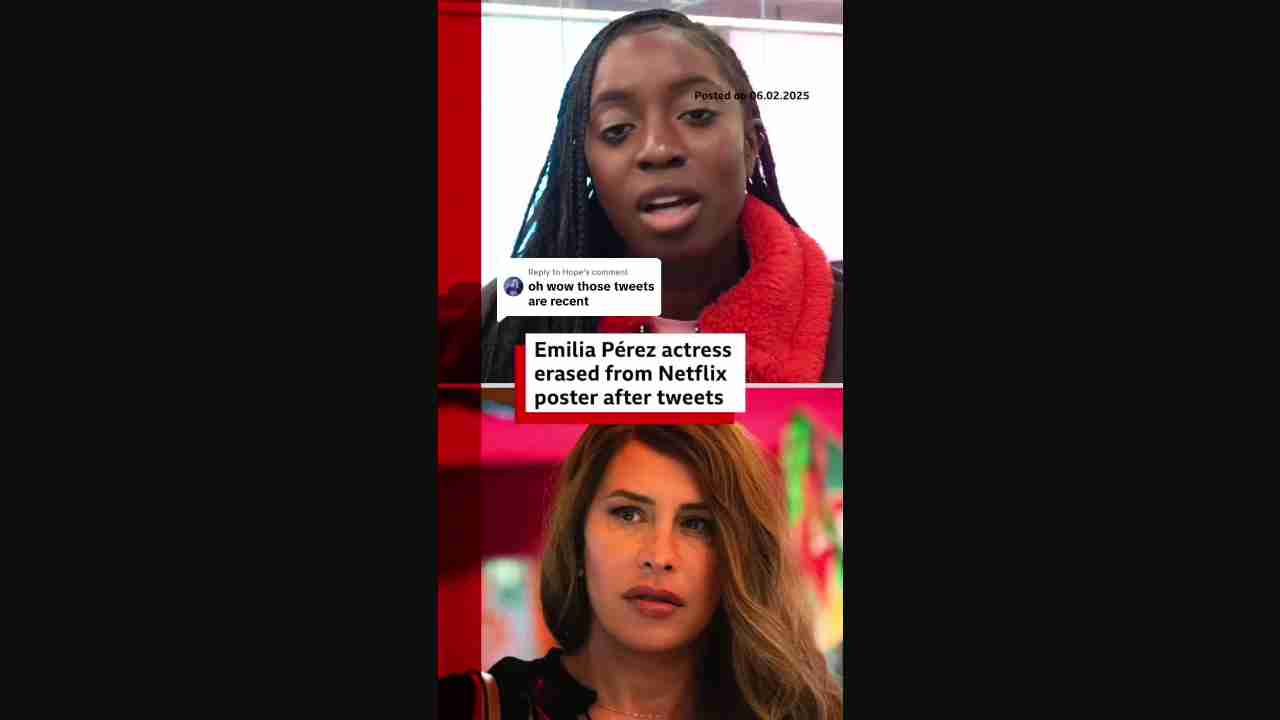 Posted on 06.02.2025
Reply to Hope's comment
oh wow those tweets
are recent
Emilia Pérez actress
erased from Netflix
poster after tweets